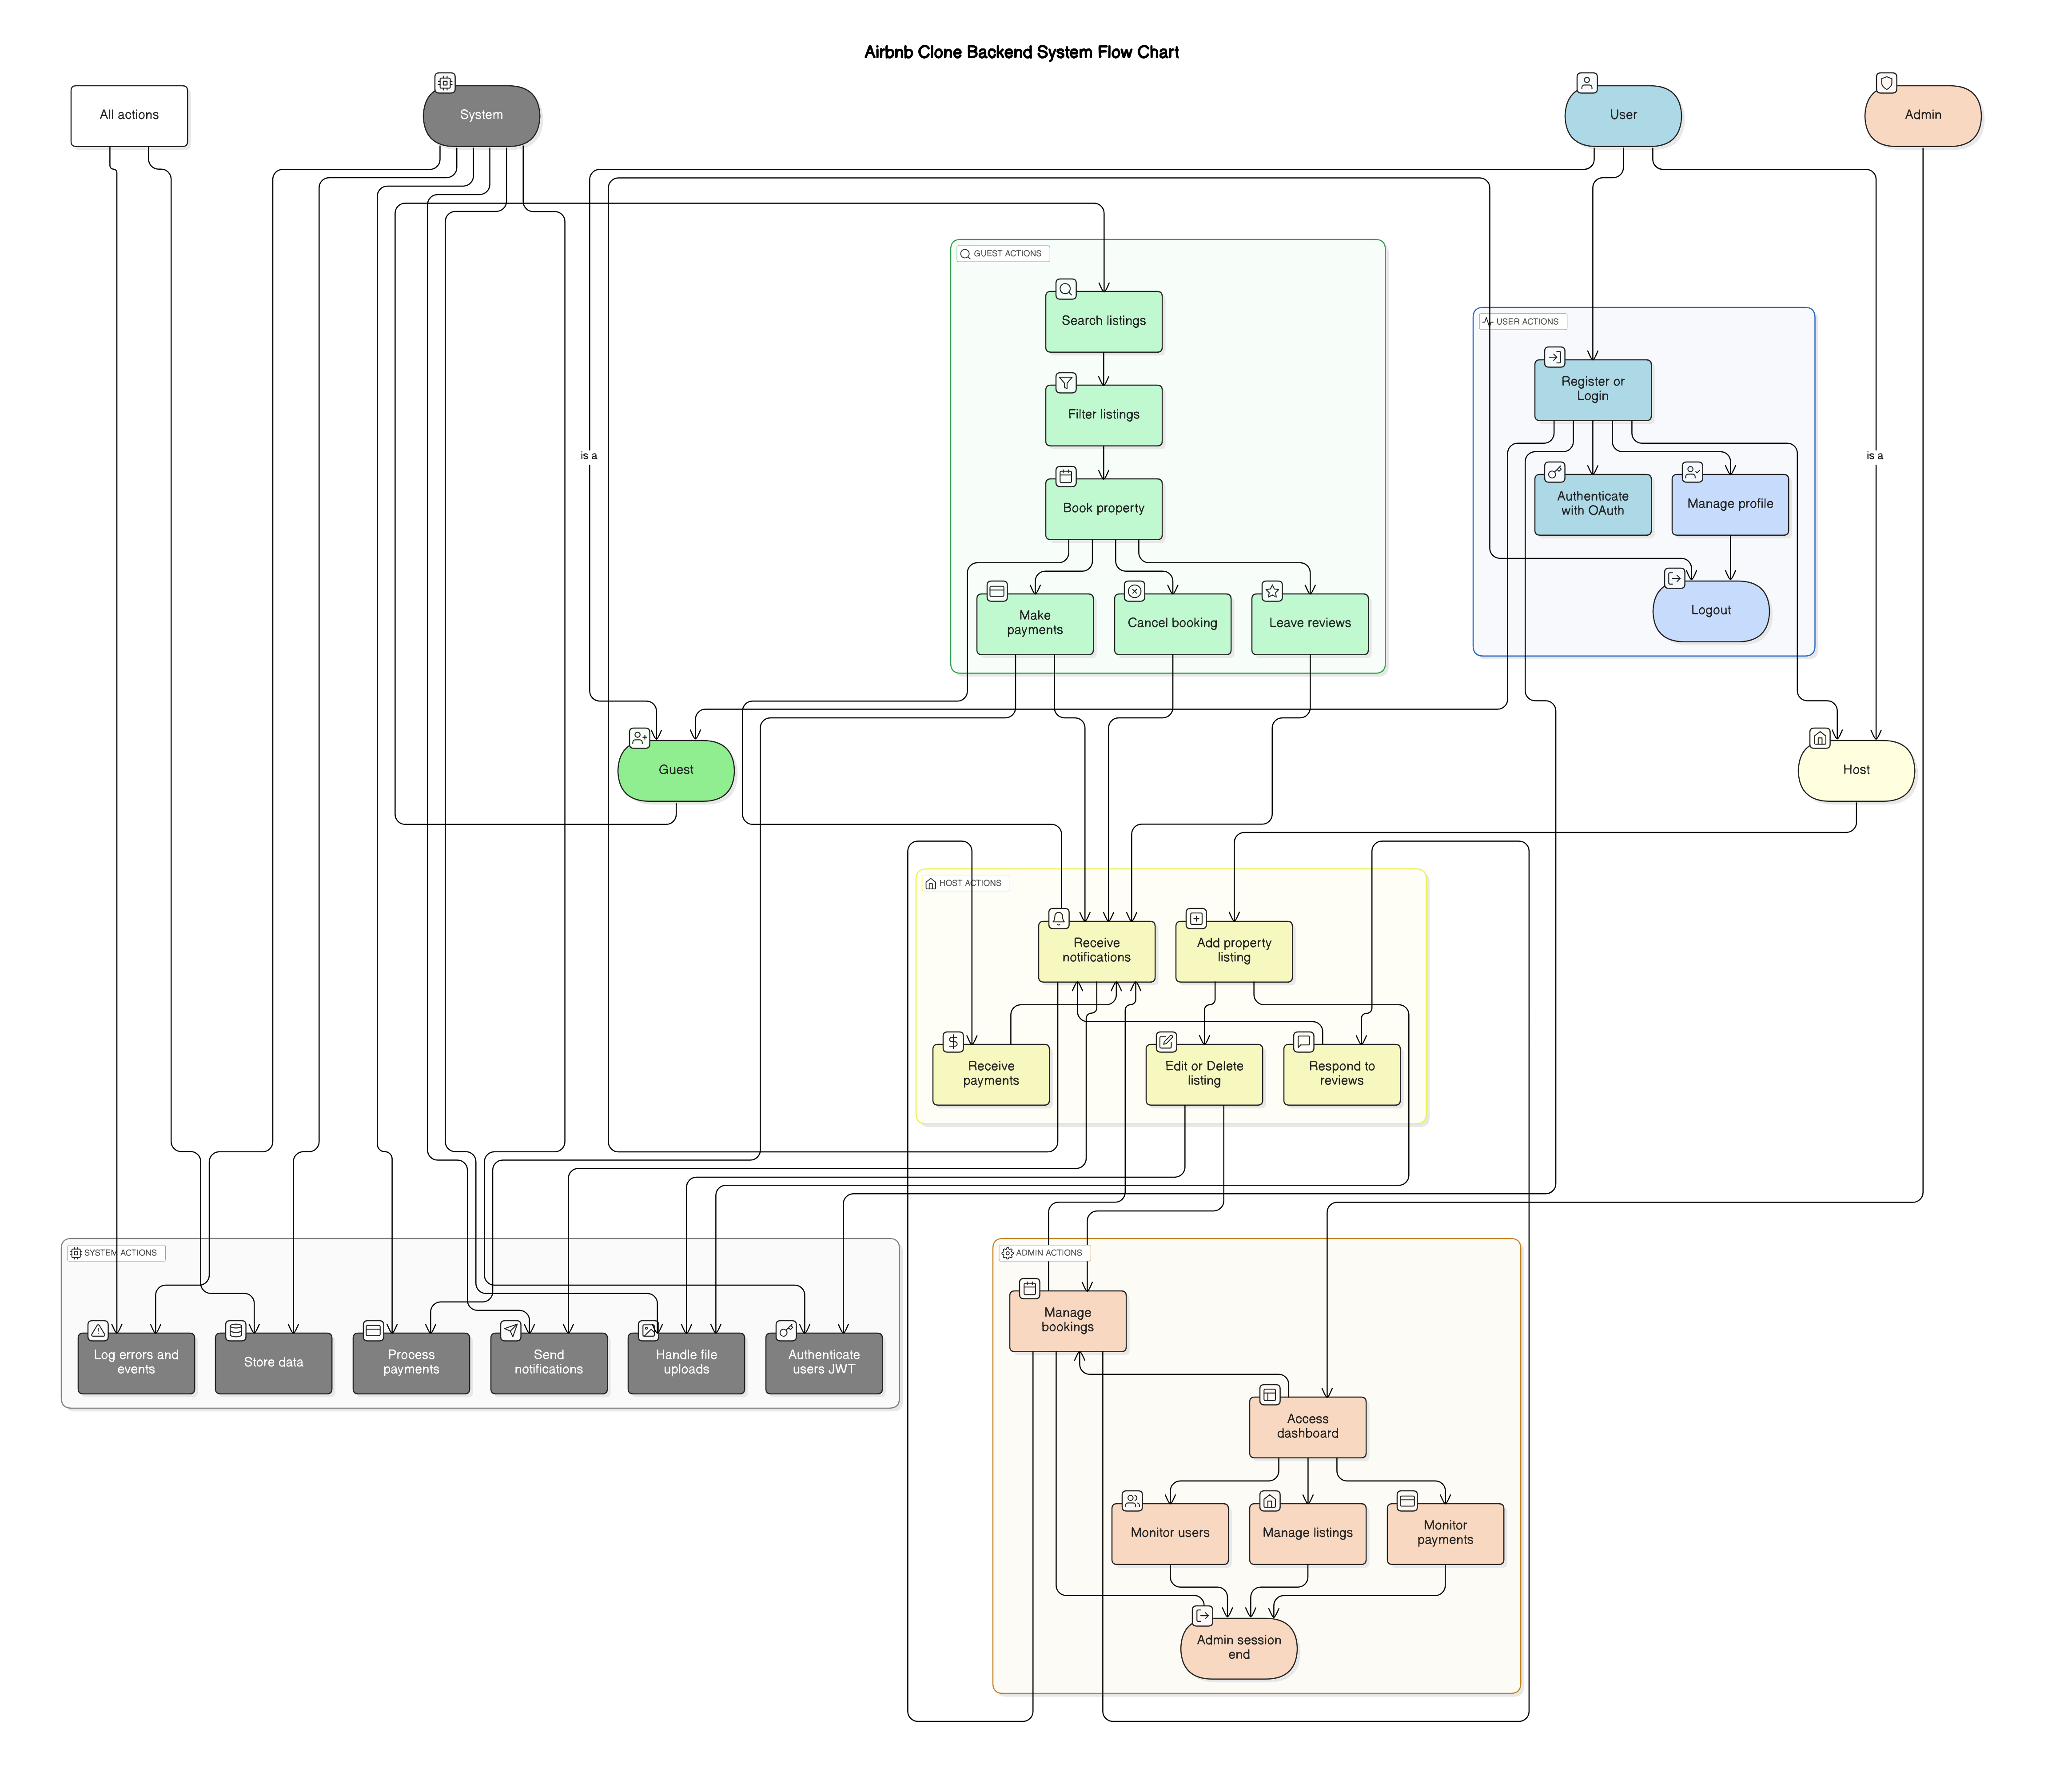 Airbnb Clone Backend System Flow Chart
All actions
System
User
Admin
GUEST ACTIONS
Search listings
USER ACTIONS
Register or
Login
Filter listings
is a
is a
Book property
Authenticate
with OAuth
Manage profile
Make
payments
Cancel booking
Leave reviews
Logout
Guest
Host
HOST ACTIONS
Receive
notifications
Add property
listing
Receive
payments
Edit or Delete
listing
Respond to
reviews
SYSTEM ACTIONS
ADMIN ACTIONS
Manage
bookings
Log errors and
events
Store data
Process
payments
Send
notifications
Handle file
uploads
Authenticate
users JWT
Access
dashboard
Monitor users
Manage listings
Monitor
payments
Admin session
end